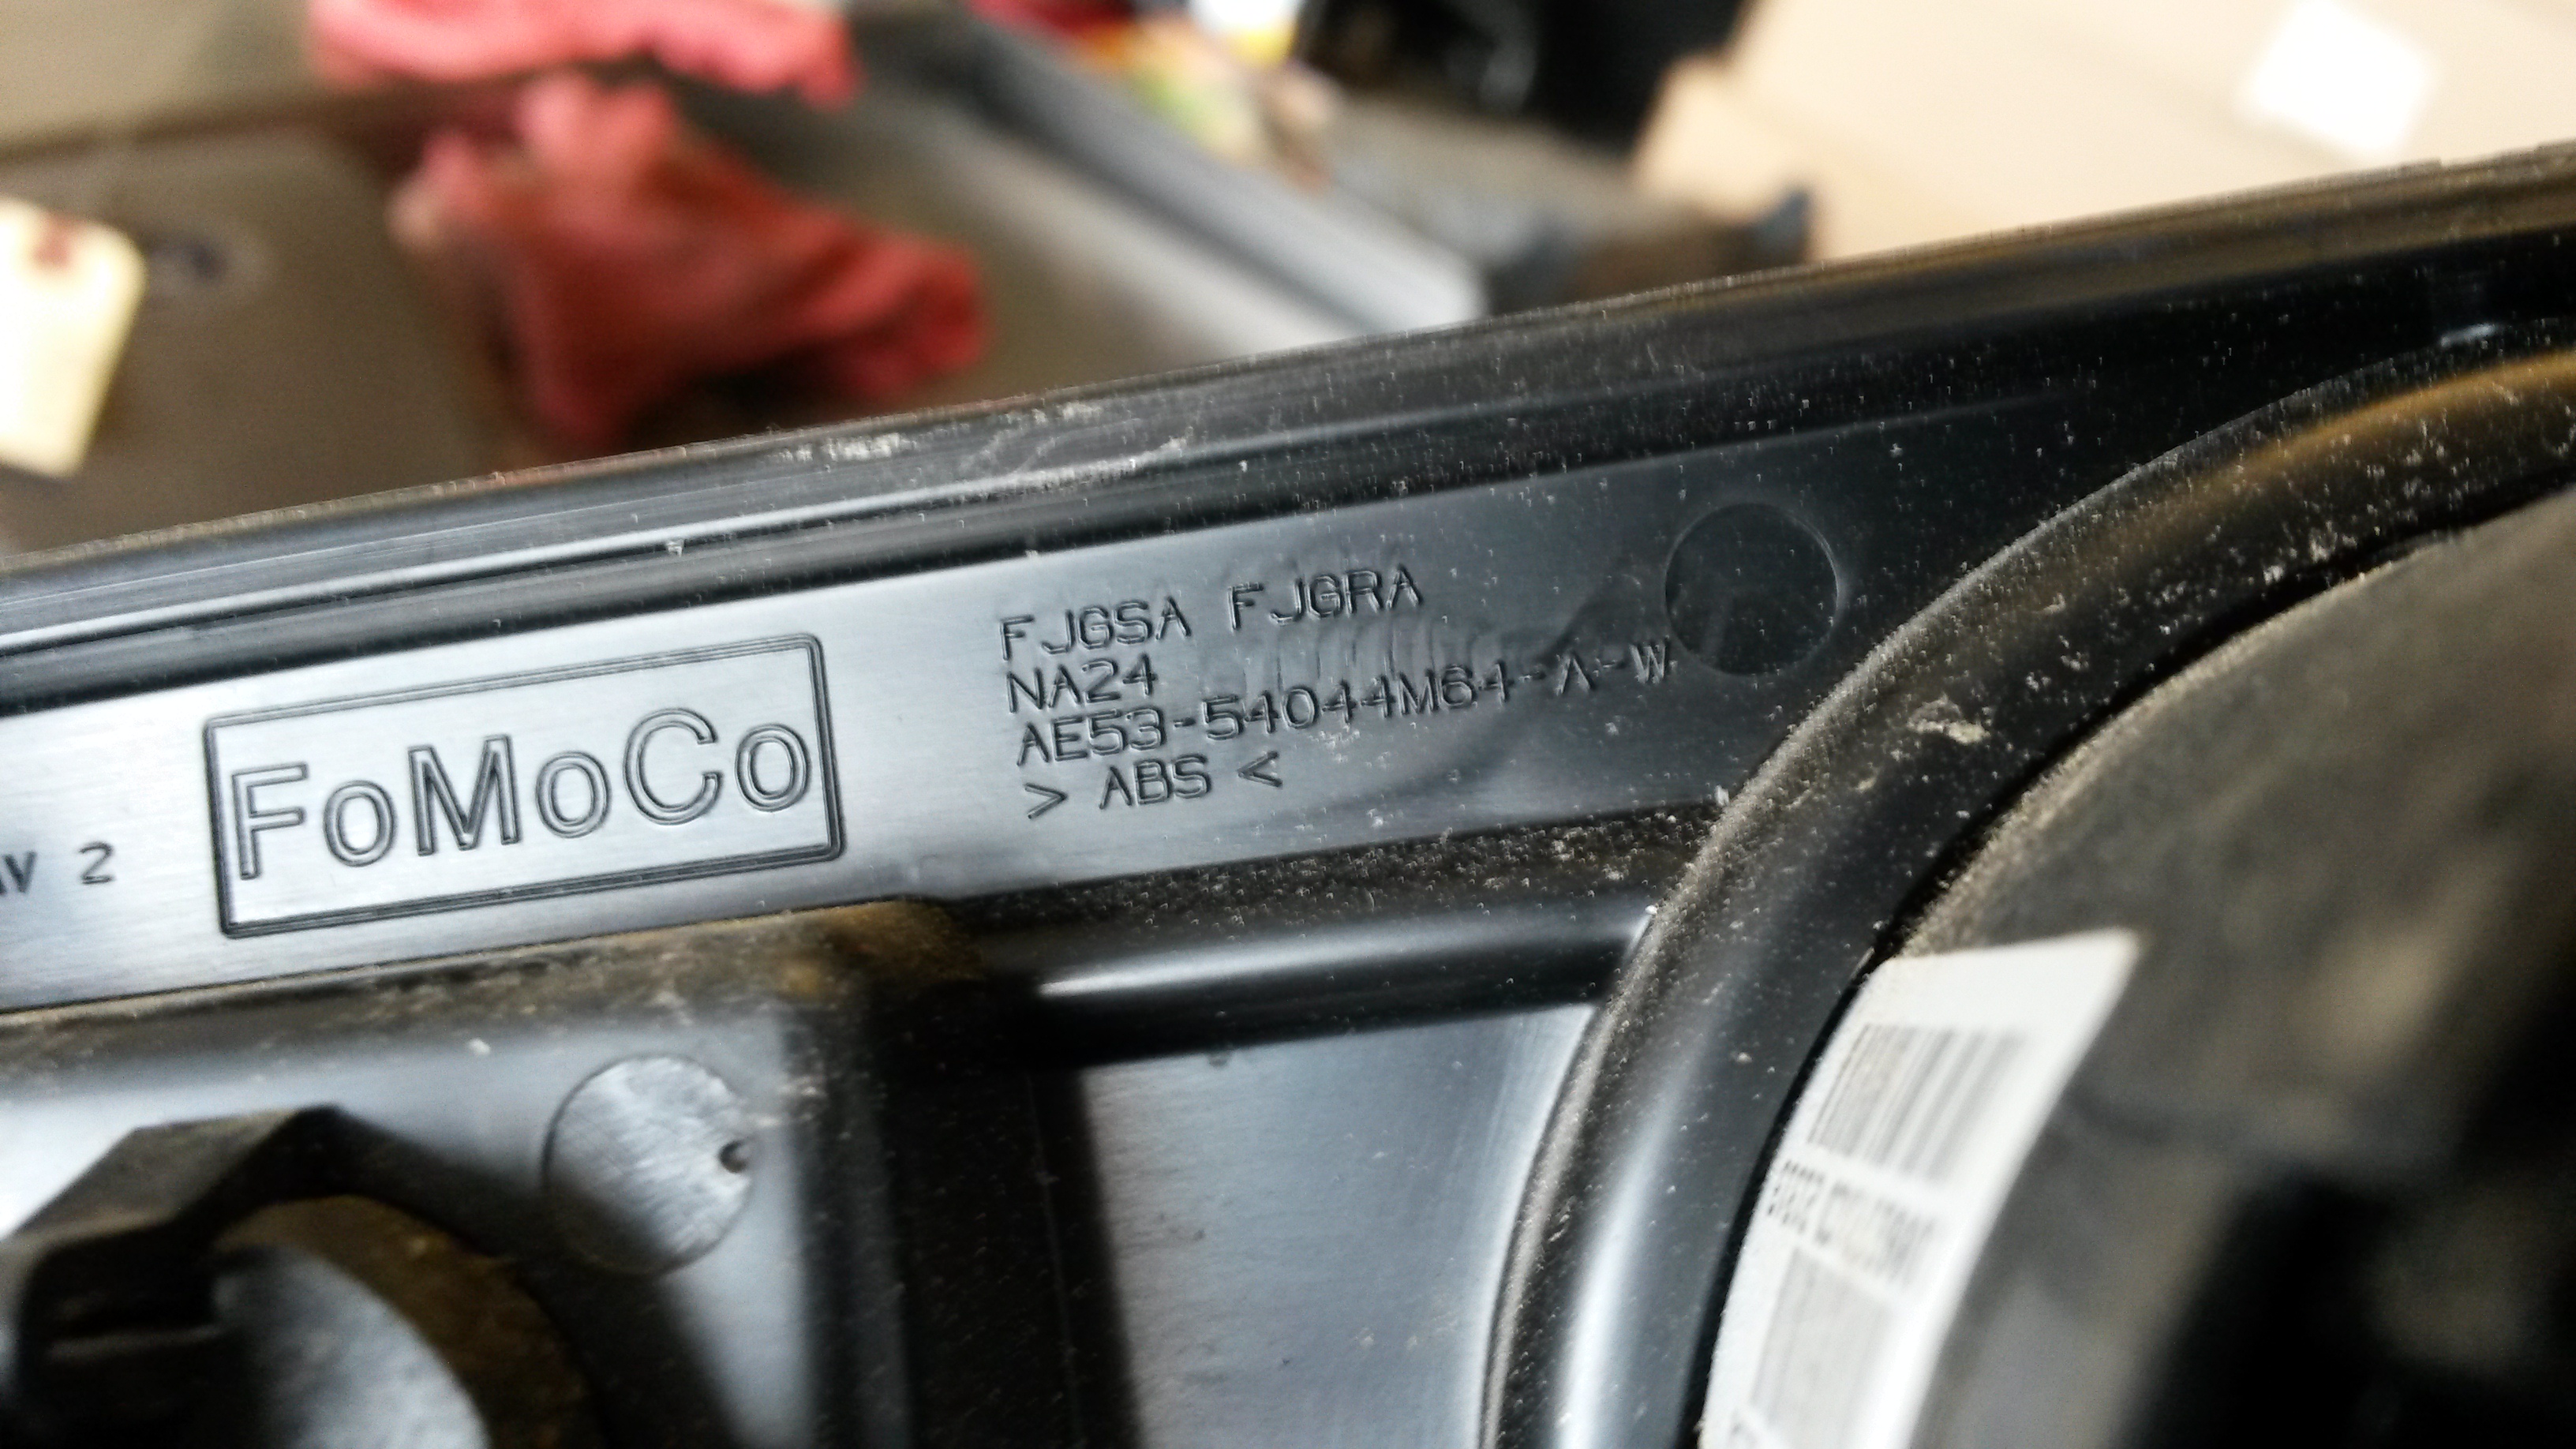 FJGSA FJGRA
NA24
AE53-54044M64-A-W
> ABS <
FoMoCo
2